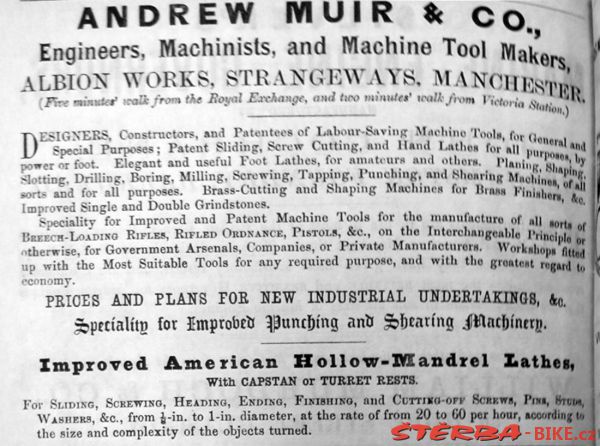 ANDREW MUIR & CO.,
Engineers, Machinists, and Machine Tool Makers,
ALBION WORKS, STRANGEWAYS, MANCHESTER.
(Five minutes' walk from the Royal Exchange, and two minutes' walk from Victoria Station.)
DESIGNERS, Constructors, and Patentees of Labour-Saving Machine Tools, for General and
Special Purposes; Patent Sliding, Screw Cutting, and Hand Lathes for all purposes, by
power or foot. Elegant and useful Foot Lathes, for amateurs and others. Planing, Shaping,
Slotting, Drilling, Boring, Milling, Screwing, Tapping, Punching, and Shearing Machines, of all
sorts and for all purposes. Brass-Cutting and Shaping Machines for Brass Finishers, &c.
Improved Single and Double Grindstones.
Speciality for Improved and Patent Machine Tools for the manufacture of all sorts of
BREECH-LOADING RIFLES, RIFLED ORDNANCE, PISTOLS, &c., on the Interchangeable Principle or
otherwise, for Government Arsenals, Companies, or Private Manufacturers. Workshops fitted
up with the Most Suitable Tools for any required purpose, and with the greatest regard to
economy.
PRICES AND PLANS FOR NEW INDUSTRIAL UNDERTAKINGS, &c.
Speciality for Improved Punching and Shearing Machinery.
Improved American Hollow-Mandrel Lathes,
WITH CAPSTAN OR TURRET RESTS.
FOR SLIDING, SCREWING, HEADING, ENDING, FINISHING, and CUTTING-OFF SCREWS, PINS, STUDS,
WASHERS, &c., from ⅛-in. to 1-in. diameter, at the rate of from 20 to 60 per hour, according to
the size and complexity of the objects turned.
STERBA-BIKE.cz